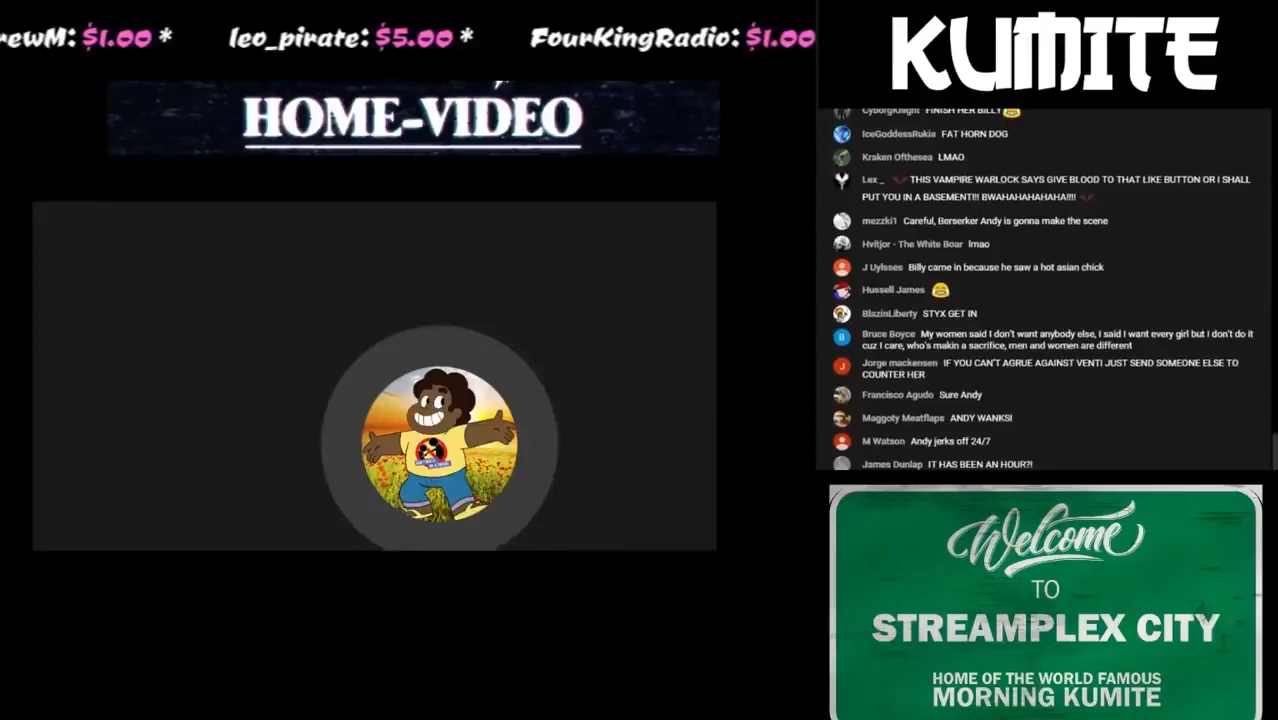 rewM: $1.00 * leo_pirate: $5.00 * FourKingRadio: $1.00
HOME-VIDEO
KUMITE
CyborgKnight FINISH HER BILLY😂
IceGoddessRukia FAT HORN DOG
Kraken Ofthesea LMAO
Lex _ THIS VAMPIRE WARLOCK SAYS GIVE BLOOD TO THAT LIKE BUTTON OR I SHALL
PUT YOU IN A BASEMENT!!! BWAHAHAHAHAHA!!!!
mezzki1 Careful, Berserker Andy is gonna make the scene
Hvitjor - The White Boar lmao
J Uylsses Billy came in because he saw a hot asian chick
Hussell James 😂
BlazinLiberty STYX GET IN
B Bruce Boyce My women said I don't want anybody else, I said I want every girl but I don't do it
cuz I care, who's makin a sacrifice, men and women are different
J Jorge mackensen IF YOU CAN'T AGRUE AGAINST VENTI JUST SEND SOMEONE ELSE TO
COUNTER HER
Francisco Agudo Sure Andy
Maggoty Meatflaps ANDY WANKS!
M Watson Andy jerks off 24/7
James Dunlap IT HAS BEEN AN HOUR?!
Welcome
TO
STREAMPLEX CITY
HOME OF THE WORLD FAMOUS
MORNING KUMITE